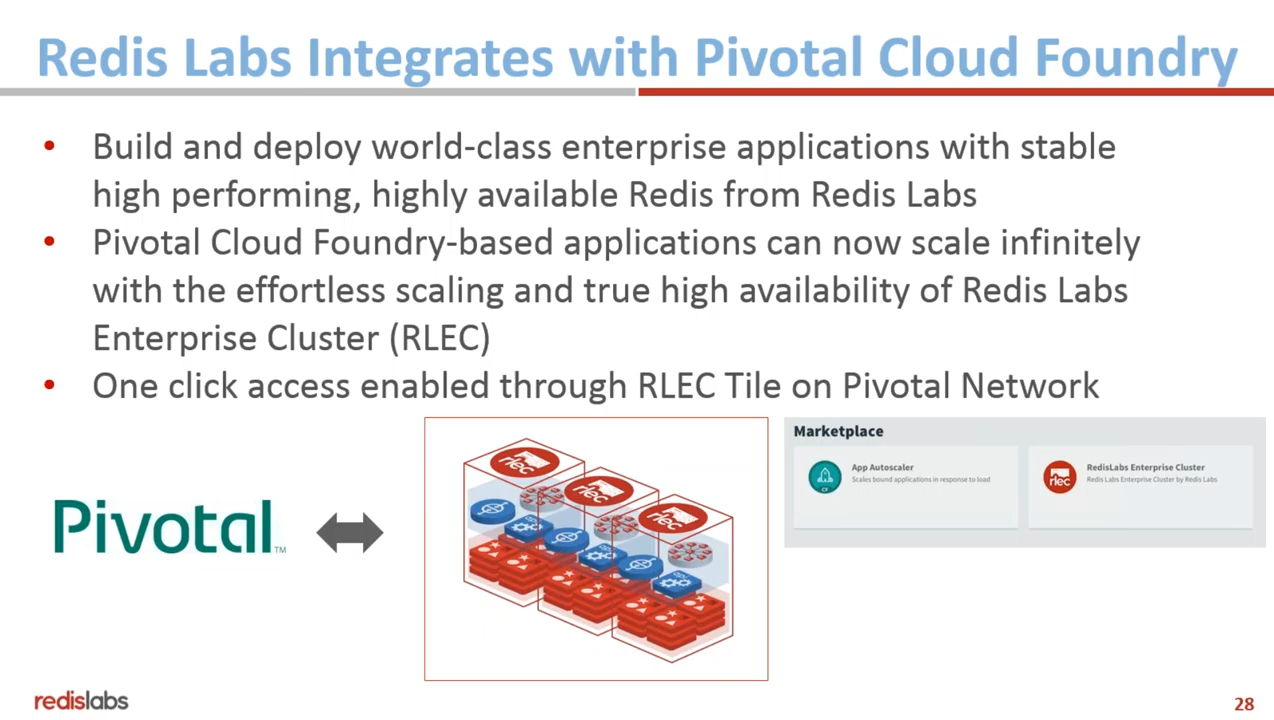 Redis Labs Integrates with Pivotal Cloud Foundry
• Build and deploy world-class enterprise applications with stable
high performing, highly available Redis from Redis Labs
• Pivotal Cloud Foundry-based applications can now scale infinitely
with the effortless scaling and true high availability of Redis Labs
Enterprise Cluster (RLEC)
• One click access enabled through RLEC Tile on Pivotal Network
Pivotal™
rlec
rlec
rlec
Marketplace
App Autoscaler
Scales bound applications in response to load
CF
rlec
RedisLabs Enterprise Cluster
Redis Labs Enterprise Cluster by Redis Labs
redislabs
28